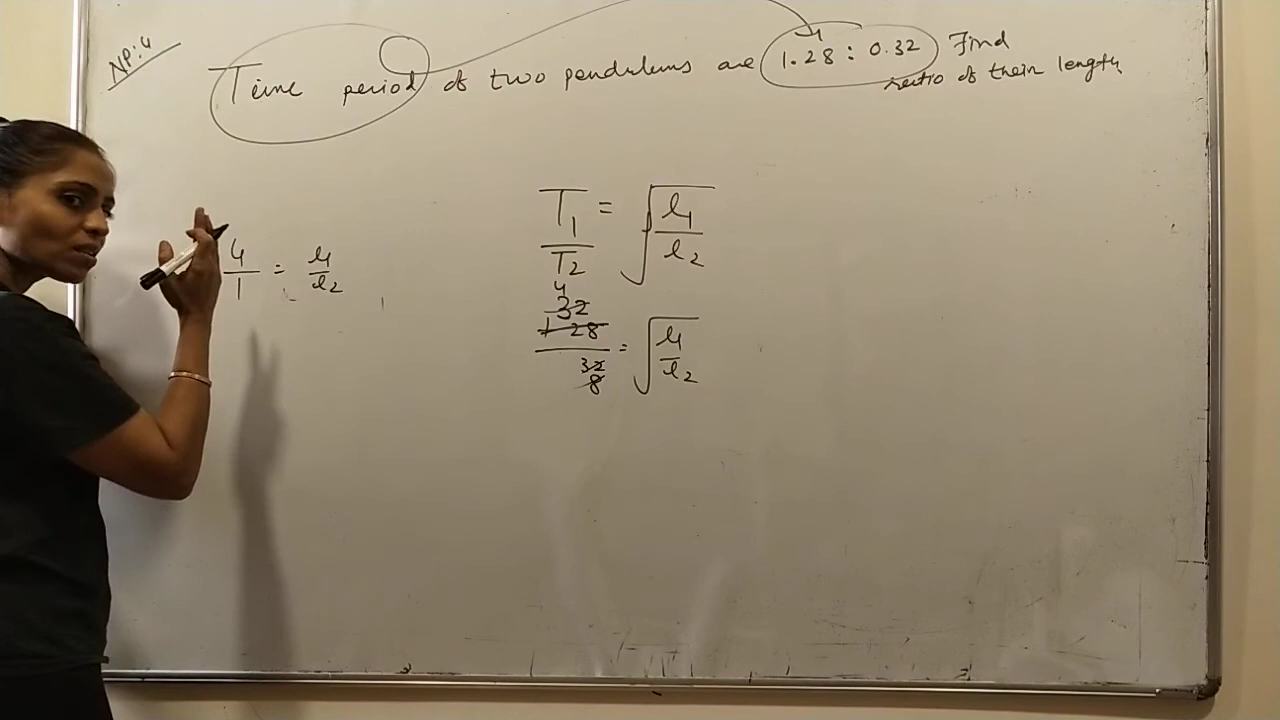 NP:4
Time period of two pendulums are 1.28 : 0.32 Find
ratio of their length
T1 / T2 = √ l1 / l2
4 / 1 = l1 / l2
4
32
1 28 / 32 = √ l1 / l2
8